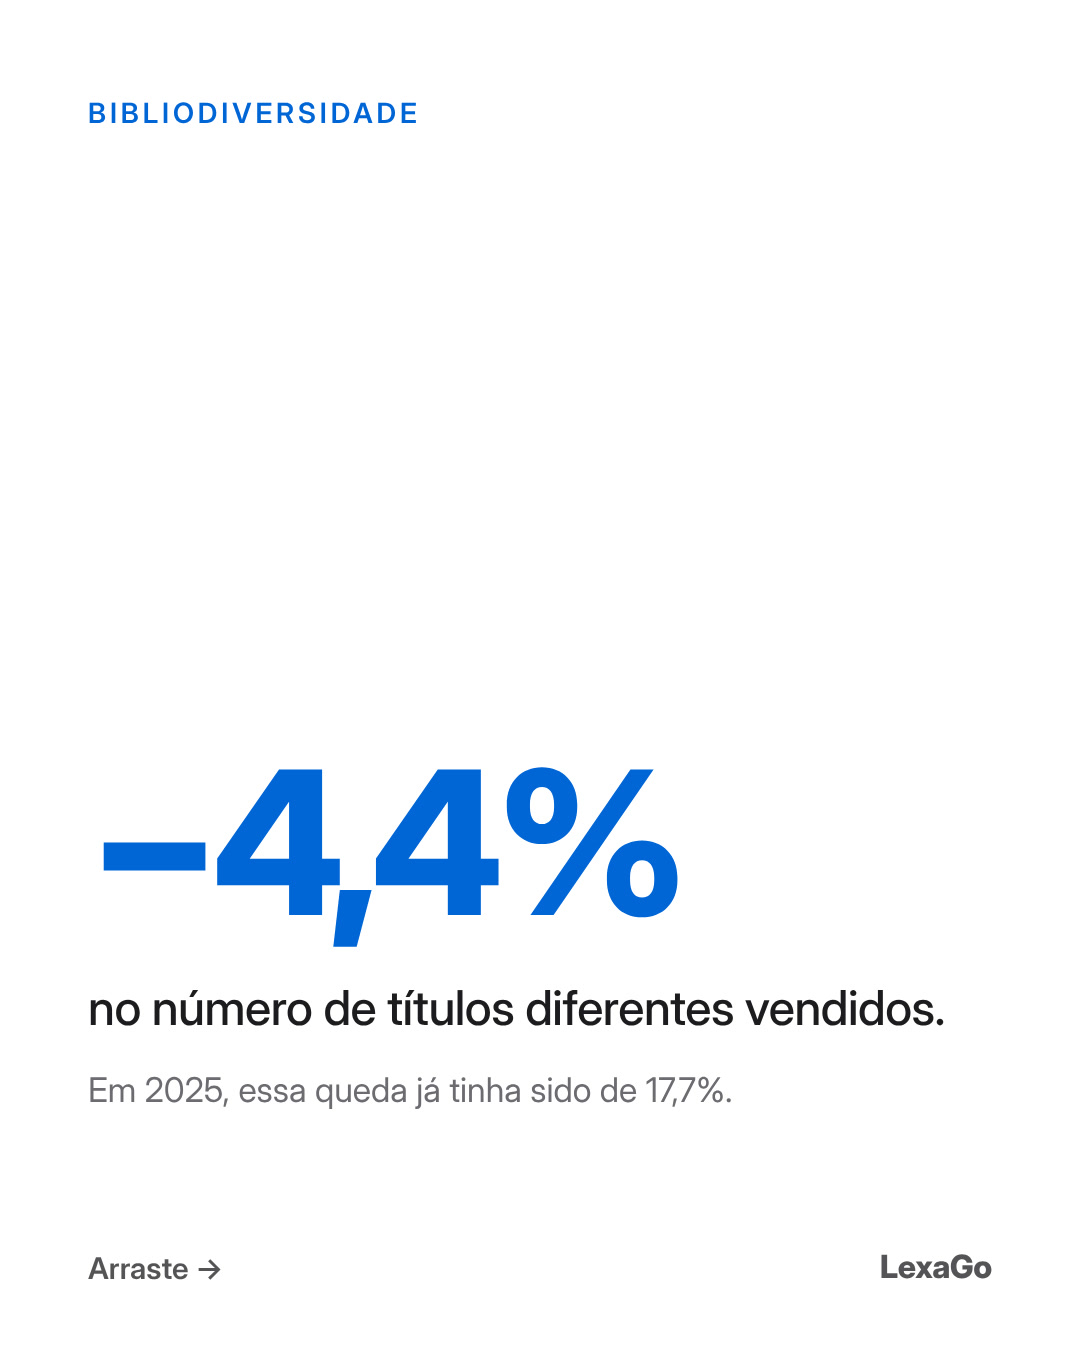 BIBLIODIVERSIDADE
–4,4%
no número de títulos diferentes vendidos.
Em 2025, essa queda já tinha sido de 17,7%.
Arraste →
LexaGo